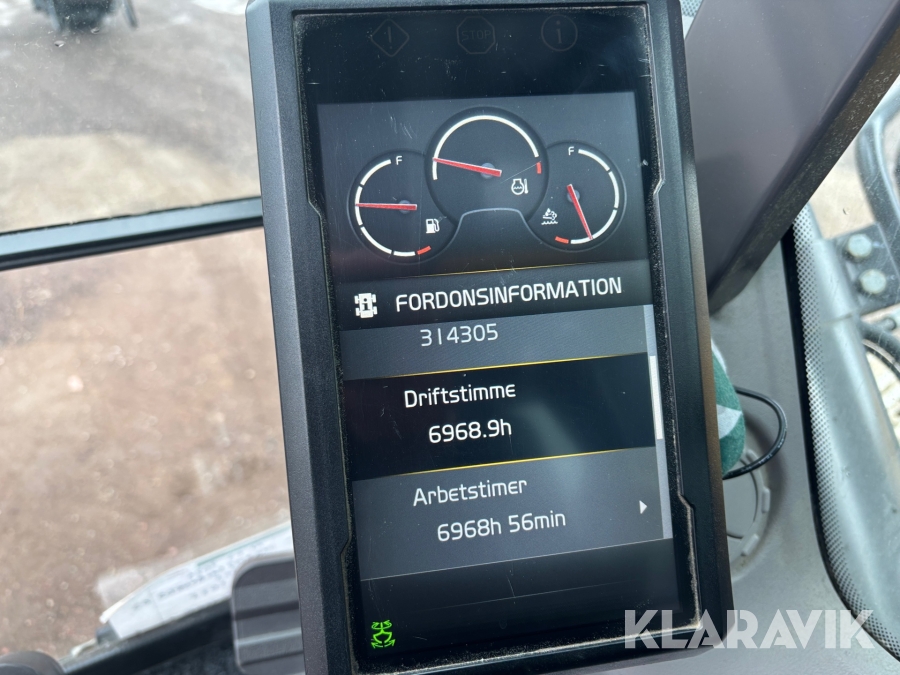 STOP
F
F
FORDONSINFORMATION
314305
Driftstimme
6968.9h
Arbetstimer
6968h 56min
KLARAVIK